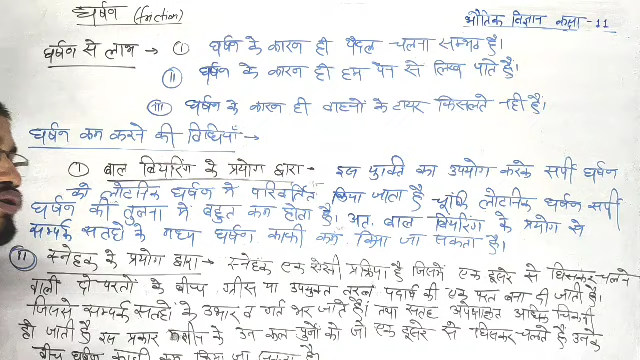 घर्षण (friction)
भौतिक विज्ञान कक्षा -11
घर्षण से लाभ → I घर्षण के कारण ही पैदल चलना सम्भव है।
II घर्षण के कारण ही हम पेन से लिख पाते है।
III घर्षण के कारण ही वाहनो के टायर फिसलते नही है।
घर्षण कम करने की विधियाँ→
I बाल बियरिंग के प्रयोग द्वारा - इस युक्ति का उपयोग करके सर्पी घर्षण
को लोटनिक घर्षण मे परिवर्तित किया जाता है चूंकि लोटनिक घर्षण सर्पी
घर्षण की तुलना मे बहुत कम होता है। अतः बाल बियरिंग के प्रयोग से
सम्पर्क सतहो के मध्य घर्षण काफी कम किया जा सकता है।
II स्नेहक के प्रयोग द्वारा → स्नेहक एक ऐसी प्रक्रिया है जिसमे एक दूसरे से घिसकर चलने
वाली दो परतो के बीच ग्रीस या उपयुक्त तरल पदार्थ की एक परत बना दी जाती है।
जिससे सम्पर्क सतहो के उभार व गर्त भर जाते है। तथा सतह अपेक्षाकृत अधिक चिकनी
हो जाती है इस प्रकार मशीन के उन कल पुर्जो को जो एक दूसरे से घिसकर चलते है उनके
बीच घर्षण काफी कम किया जा सकता है।